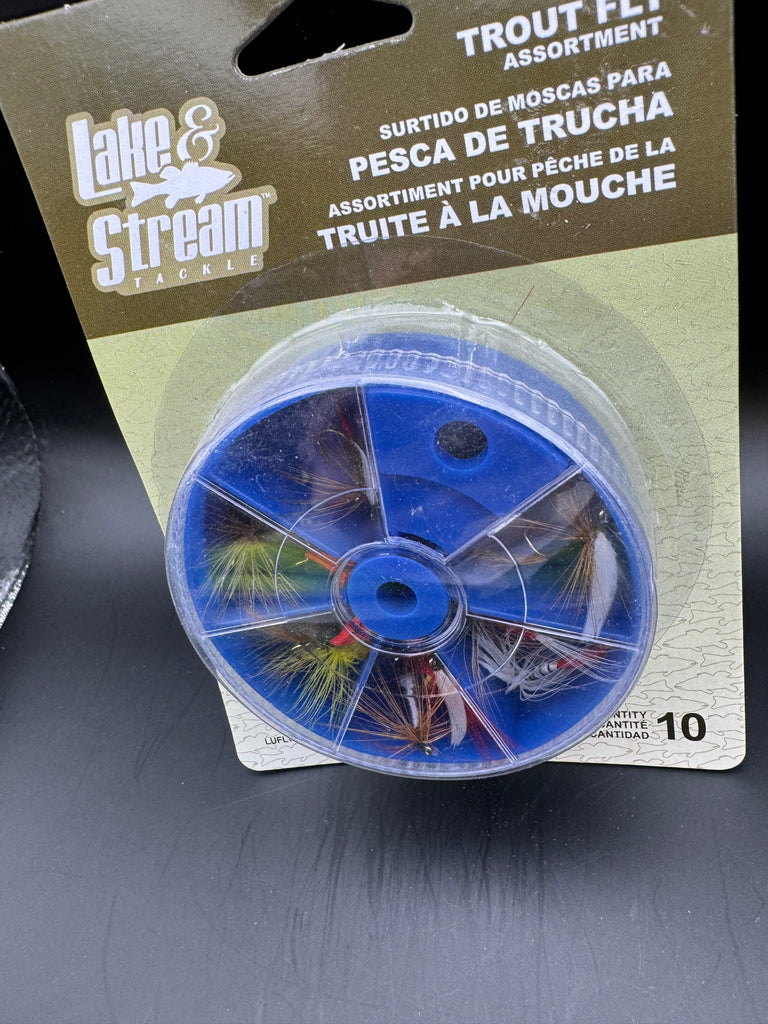 Lake &
Stream™
TACKLE
TROUT FLY
ASSORTMENT
SURTIDO DE MOSCAS PARA
PESCA DE TRUCHA
ASSORTIMENT POUR PÊCHE DE LA
TRUITE À LA MOUCHE
10